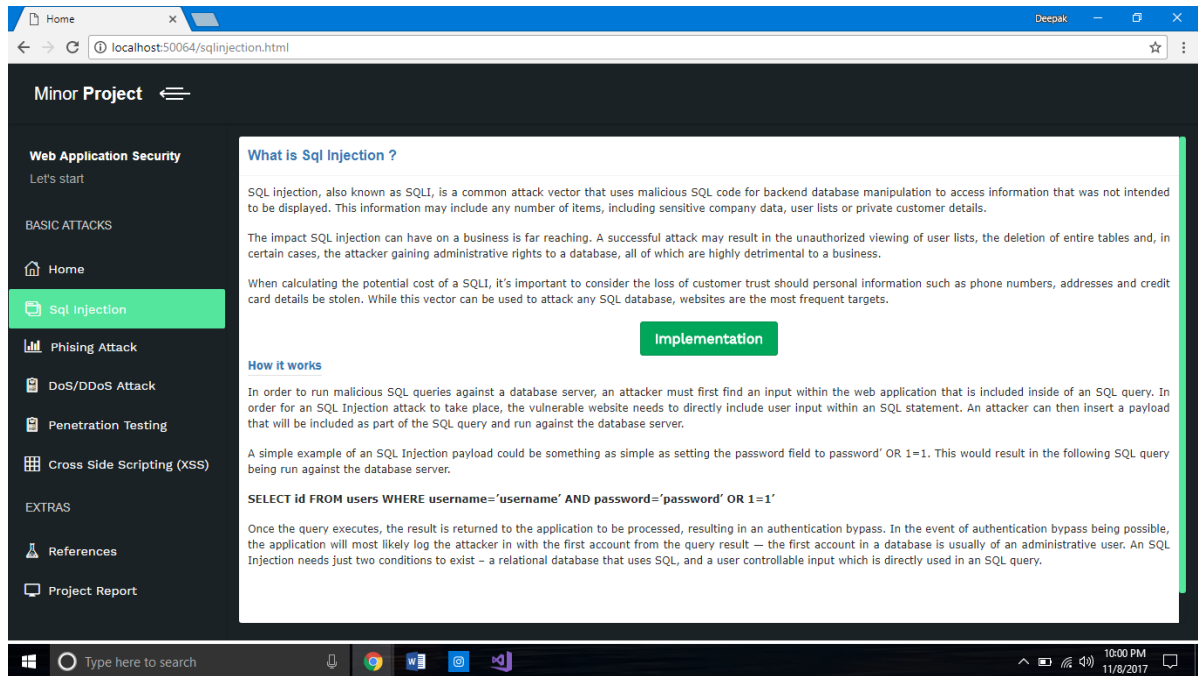 Home
Deepak
localhost:50064/sqlinjection.html
Minor Project
Web Application Security
Let's start
BASIC ATTACKS
Home
Sql Injection
Phising Attack
DoS/DDoS Attack
Penetration Testing
Cross Side Scripting (XSS)
EXTRAS
References
Project Report
What is Sql Injection ?
SQL injection, also known as SQLI, is a common attack vector that uses malicious SQL code for backend database manipulation to access information that was not intended
to be displayed. This information may include any number of items, including sensitive company data, user lists or private customer details.
The impact SQL injection can have on a business is far reaching. A successful attack may result in the unauthorized viewing of user lists, the deletion of entire tables and, in
certain cases, the attacker gaining administrative rights to a database, all of which are highly detrimental to a business.
When calculating the potential cost of a SQLI, it's important to consider the loss of customer trust should personal information such as phone numbers, addresses and credit
card details be stolen. While this vector can be used to attack any SQL database, websites are the most frequent targets.
Implementation
How it works
In order to run malicious SQL queries against a database server, an attacker must first find an input within the web application that is included inside of an SQL query. In
order for an SQL Injection attack to take place, the vulnerable website needs to directly include user input within an SQL statement. An attacker can then insert a payload
that will be included as part of the SQL query and run against the database server.
A simple example of an SQL Injection payload could be something as simple as setting the password field to password’ OR 1=1. This would result in the following SQL query
being run against the database server.
SELECT id FROM users WHERE username=’username’ AND password=’password’ OR 1=1’
Once the query executes, the result is returned to the application to be processed, resulting in an authentication bypass. In the event of authentication bypass being possible,
the application will most likely log the attacker in with the first account from the query result — the first account in a database is usually of an administrative user. An SQL
Injection needs just two conditions to exist – a relational database that uses SQL, and a user controllable input which is directly used in an SQL query.
Type here to search
10:00 PM
11/8/2017